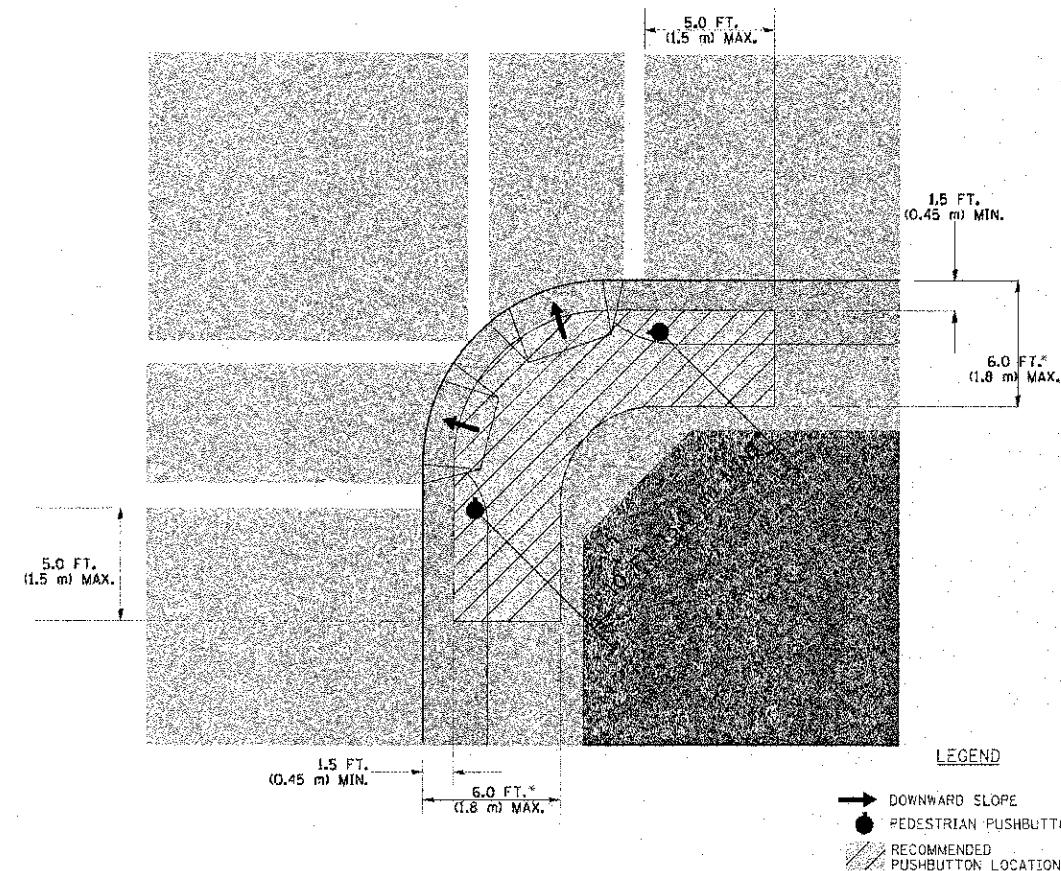 5.0 FT.
(1.5 m) MAX.
1.5 FT.
(0.45 m) MIN.
6.0 FT.*
(1.8 m) MAX.
5.0 FT.
(1.5 m) MAX.
1.5 FT.
(0.45 m) MIN.
6.0 FT.*
(1.8 m) MAX.
LEGEND
DOWNWARD SLOPE
PEDESTRIAN PUSHBUTT
RECOMMENDED
PUSHBUTTON LOCATION